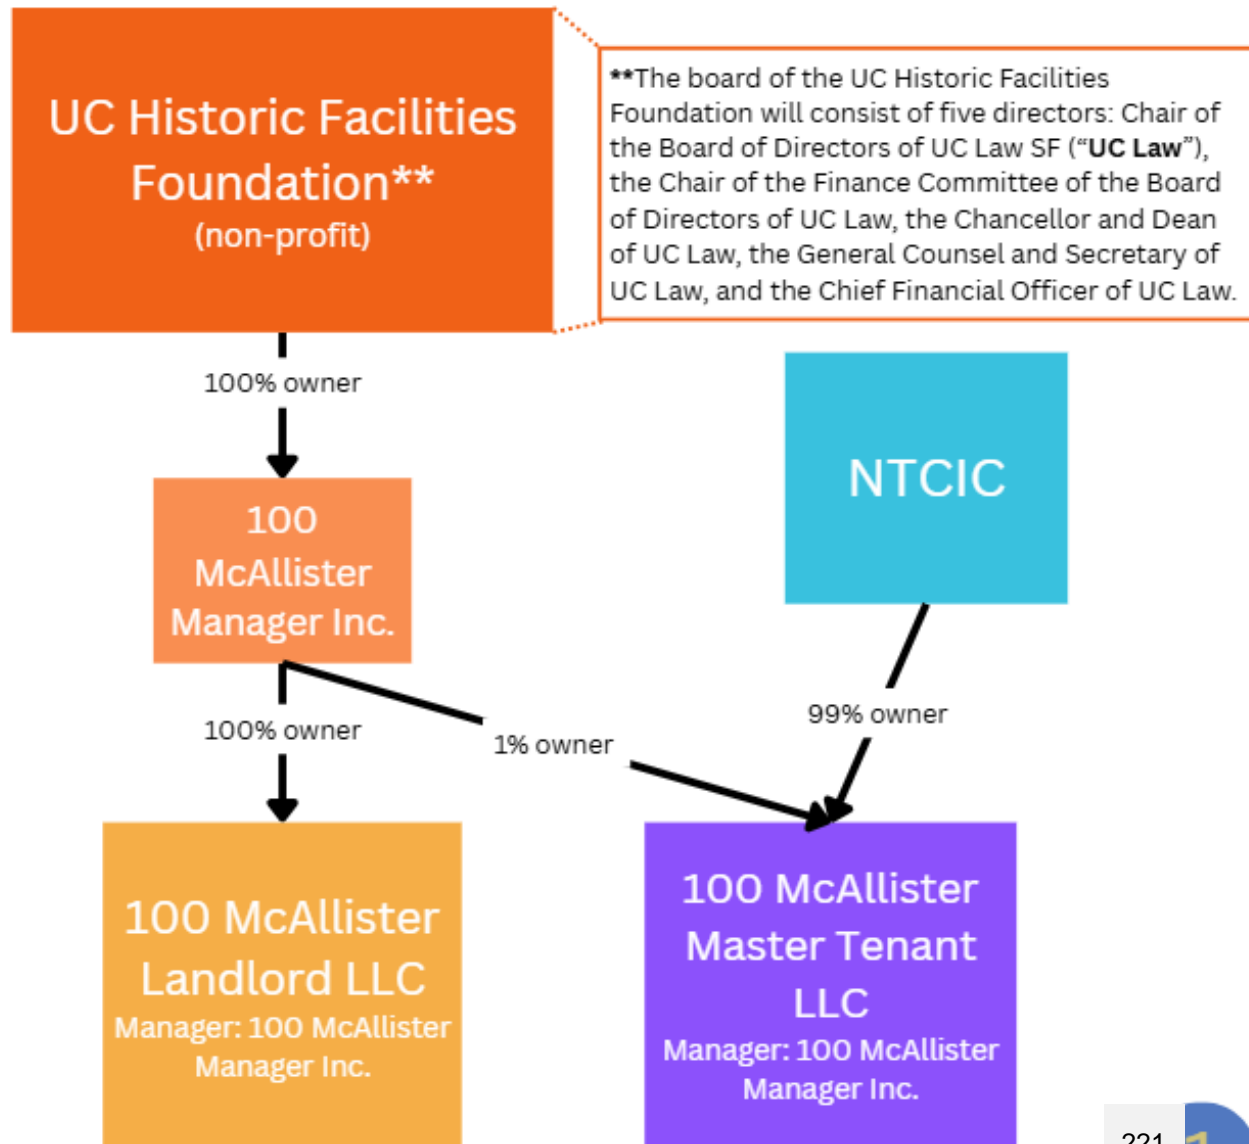 UC Historic Facilities
Foundation**
(non-profit)
**The board of the UC Historic Facilities
Foundation will consist of five directors: Chair of
the Board of Directors of UC Law SF (“UC Law”),
the Chair of the Finance Committee of the Board
of Directors of UC Law, the Chancellor and Dean
of UC Law, the General Counsel and Secretary of
UC Law, and the Chief Financial Officer of UC Law.
100% owner
NTCIC
100
McAllister
Manager Inc.
100% owner
1% owner
99% owner
100 McAllister
Landlord LLC
Manager: 100 McAllister
Manager Inc.
100 McAllister
Master Tenant
LLC
Manager: 100 McAllister
Manager Inc.
221